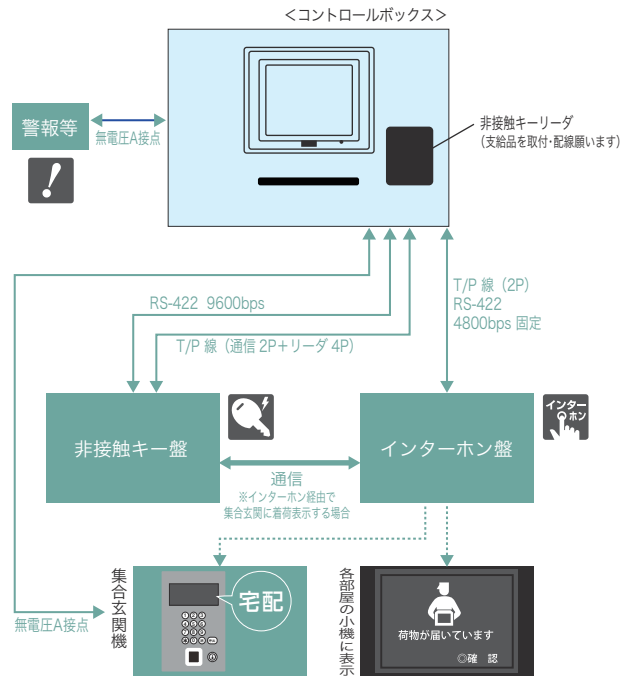 <コントロールボックス>
警報等
無電圧A接点
非接触キーリーダ
(支給品を取付・配線願います)
RS-422 9600bps
T/P 線(通信 2P+リーダ 4P)
T/P 線(2P)
RS-422
4800bps 固定
非接触キー盤
インターホン盤
インター
ホン
通信
※インターホン経由で
集合玄関に着荷表示する場合
無電圧A接点
集合玄関機
宅配
各部屋の小機に表示
荷物が届いています
◎確 認